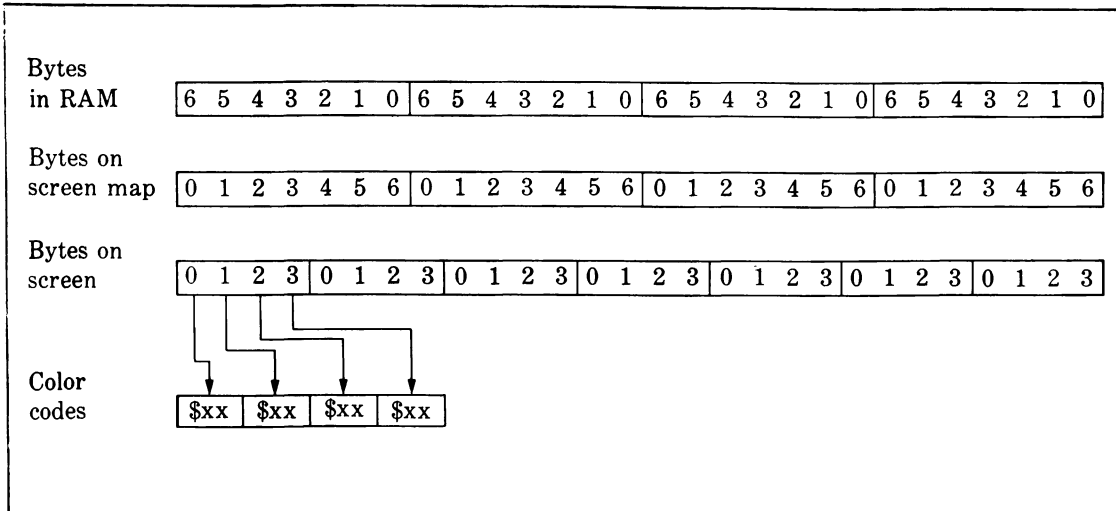 Bytes
in RAM
6 5 4 3 2 1 0 6 5 4 3 2 1 0 6 5 4 3 2 1 0 6 5 4 3 2 1 0
Bytes on
screen map
0 1 2 3 4 5 6 0 1 2 3 4 5 6 0 1 2 3 4 5 6 0 1 2 3 4 5 6
Bytes on
screen
0 1 2 3 0 1 2 3 0 1 2 3 0 1 2 3 0 1 2 3 0 1 2 3 0 1 2 3
Color
codes
$xx $xx $xx $xx